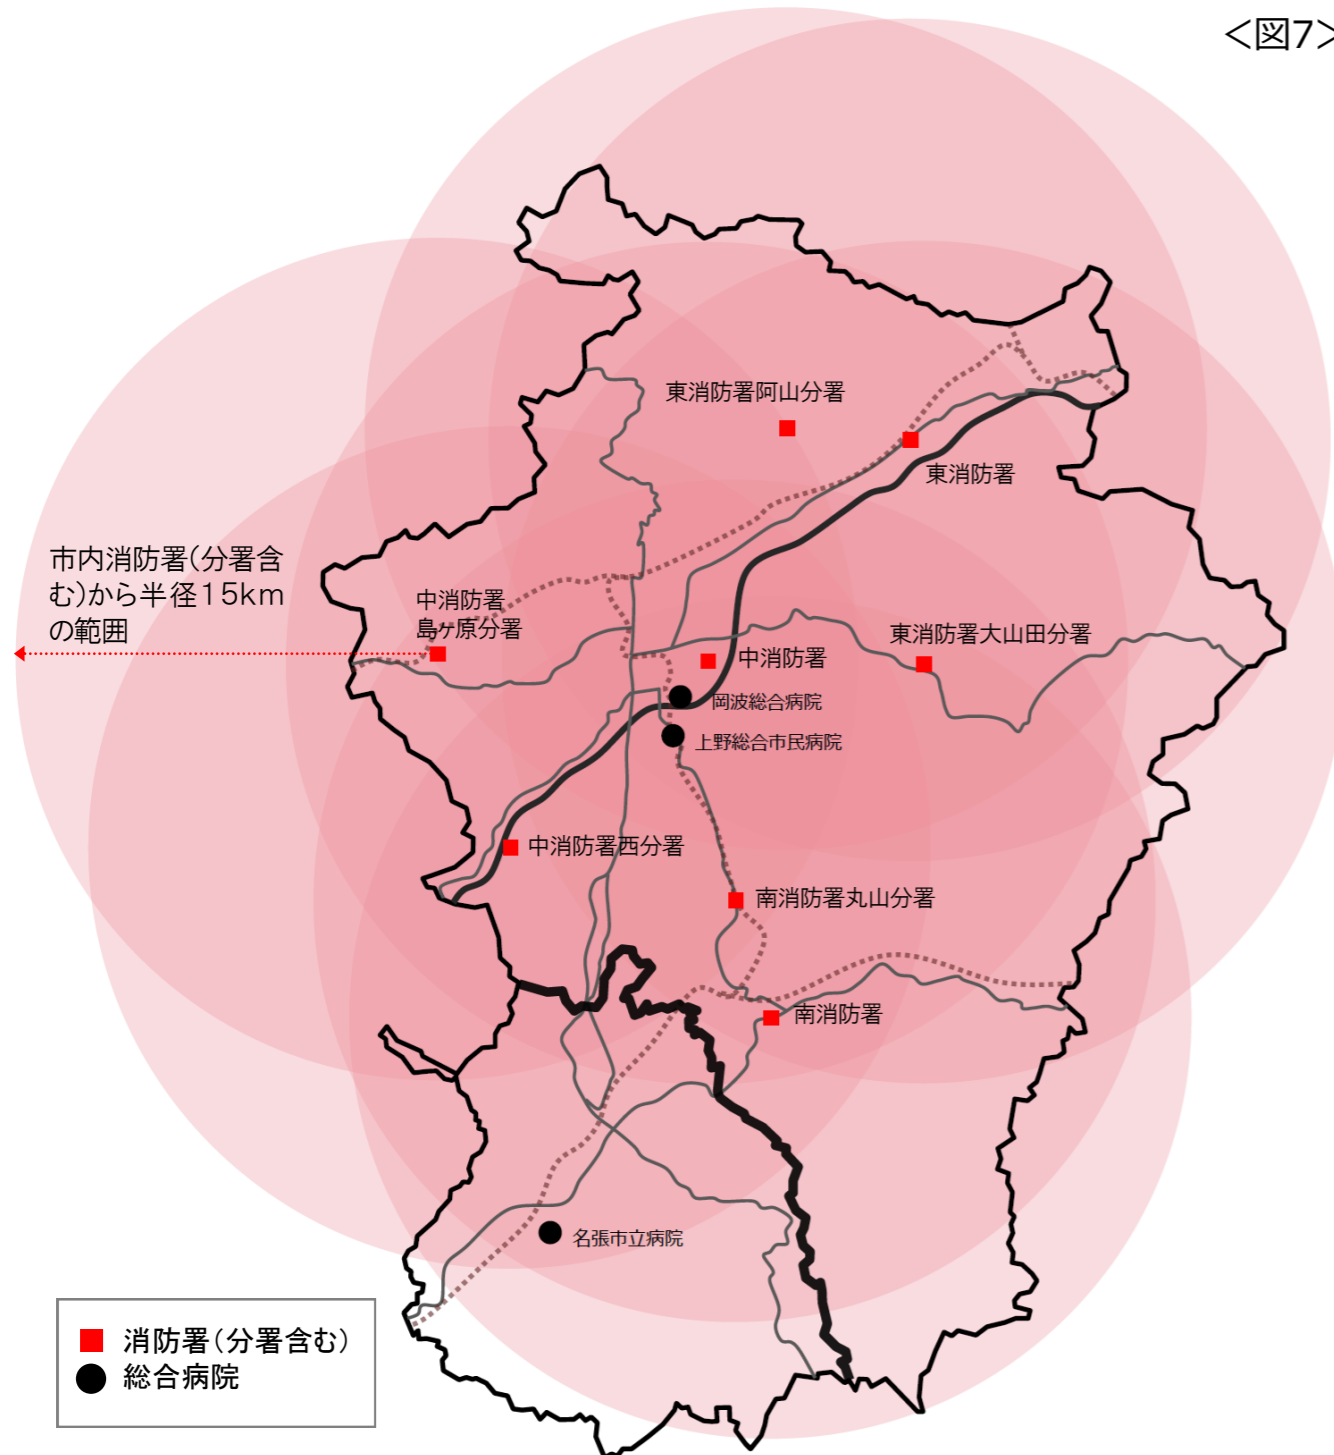 ＜図7＞
東消防署阿山分署
東消防署
市内消防署(分署含
む)から半径15km
の範囲
中消防署
島ヶ原分署
中消防署
東消防署大山田分署
岡波総合病院
上野総合市民病院
中消防署西分署
南消防署丸山分署
南消防署
名張市立病院
消防署(分署含む)
総合病院